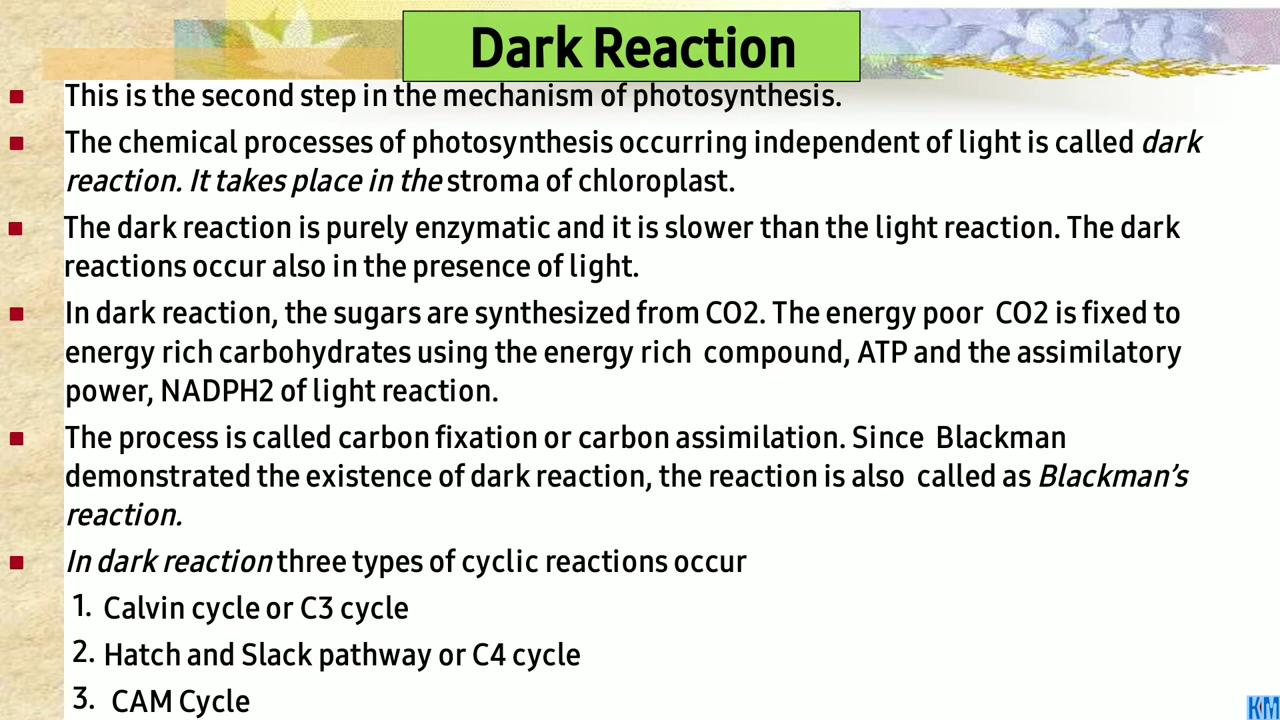 Dark Reaction
This is the second step in the mechanism of photosynthesis.
The chemical processes of photosynthesis occurring independent of light is called dark
reaction. It takes place in the stroma of chloroplast.
The dark reaction is purely enzymatic and it is slower than the light reaction. The dark
reactions occur also in the presence of light.
In dark reaction, the sugars are synthesized from CO2. The energy poor CO2 is fixed to
energy rich carbohydrates using the energy rich compound, ATP and the assimilatory
power, NADPH2 of light reaction.
The process is called carbon fixation or carbon assimilation. Since Blackman
demonstrated the existence of dark reaction, the reaction is also called as Blackman's
reaction.
In dark reaction three types of cyclic reactions occur
1. Calvin cycle or C3 cycle
2. Hatch and Slack pathway or C4 cycle
3. CAM Cycle
KM